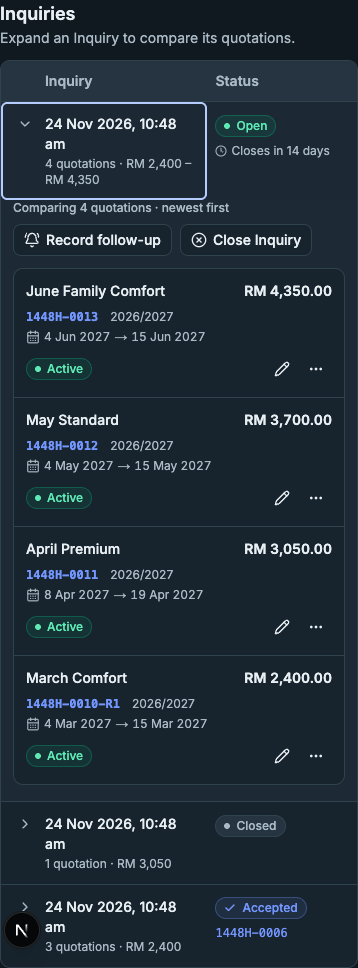 Inquiries
Expand an Inquiry to compare its quotations.
Inquiry Status
24 Nov 2026, 10:48
am
4 quotations · RM 2,400 –
RM 4,350
Open
Closes in 14 days
Comparing 4 quotations · newest first
Record follow-up Close Inquiry
June Family Comfort RM 4,350.00
1448H-0013 2026/2027
4 Jun 2027 → 15 Jun 2027
Active
May Standard RM 3,700.00
1448H-0012 2026/2027
4 May 2027 → 15 May 2027
Active
April Premium RM 3,050.00
1448H-0011 2026/2027
8 Apr 2027 → 19 Apr 2027
Active
March Comfort RM 2,400.00
1448H-0010-R1 2026/2027
4 Mar 2027 → 15 Mar 2027
Active
24 Nov 2026, 10:48
am
1 quotation · RM 3,050
Closed
24 Nov 2026, 10:48
am
3 quotations · RM 2,400
Accepted
1448H-0006
N